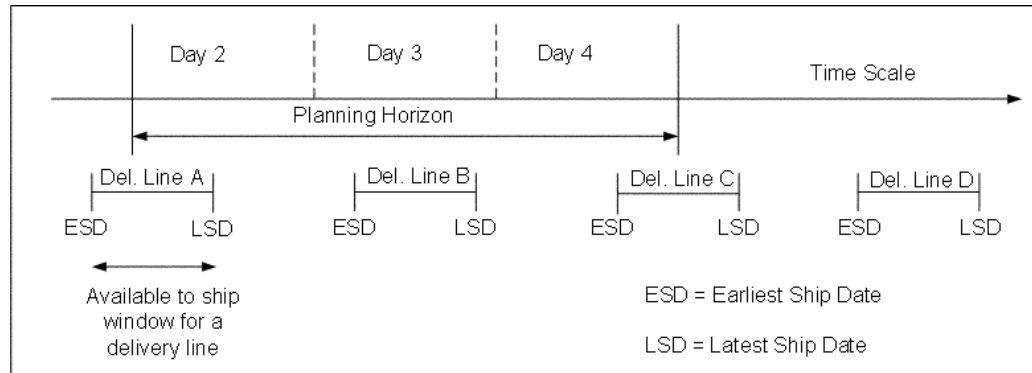 Day 2
Day 3
Day 4
Time Scale
Planning Horizon
Del. Line A
Del. Line B
Del. Line C
Del. Line D
ESD
LSD
ESD
LSD
ESD
LSD
ESD
LSD
Available to ship
window for a
delivery line
ESD = Earliest Ship Date
LSD = Latest Ship Date